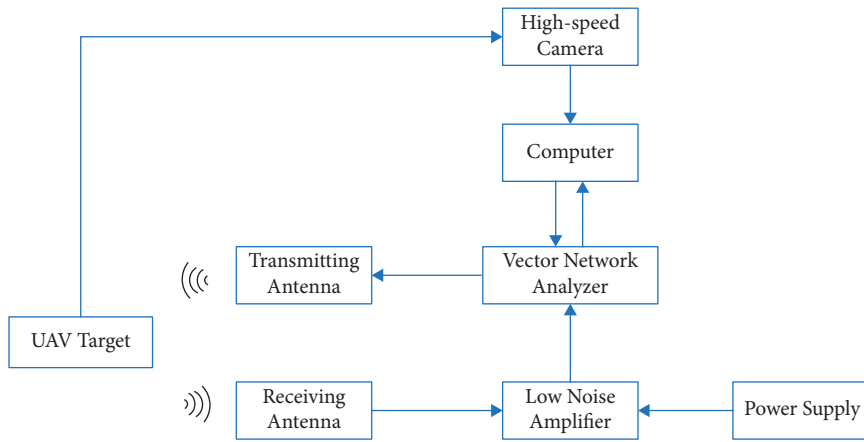 High-speed
Camera
Computer
Transmitting
Antenna
Vector Network
Analyzer
UAV Target
Receiving
Antenna
Low Noise
Amplifier
Power Supply